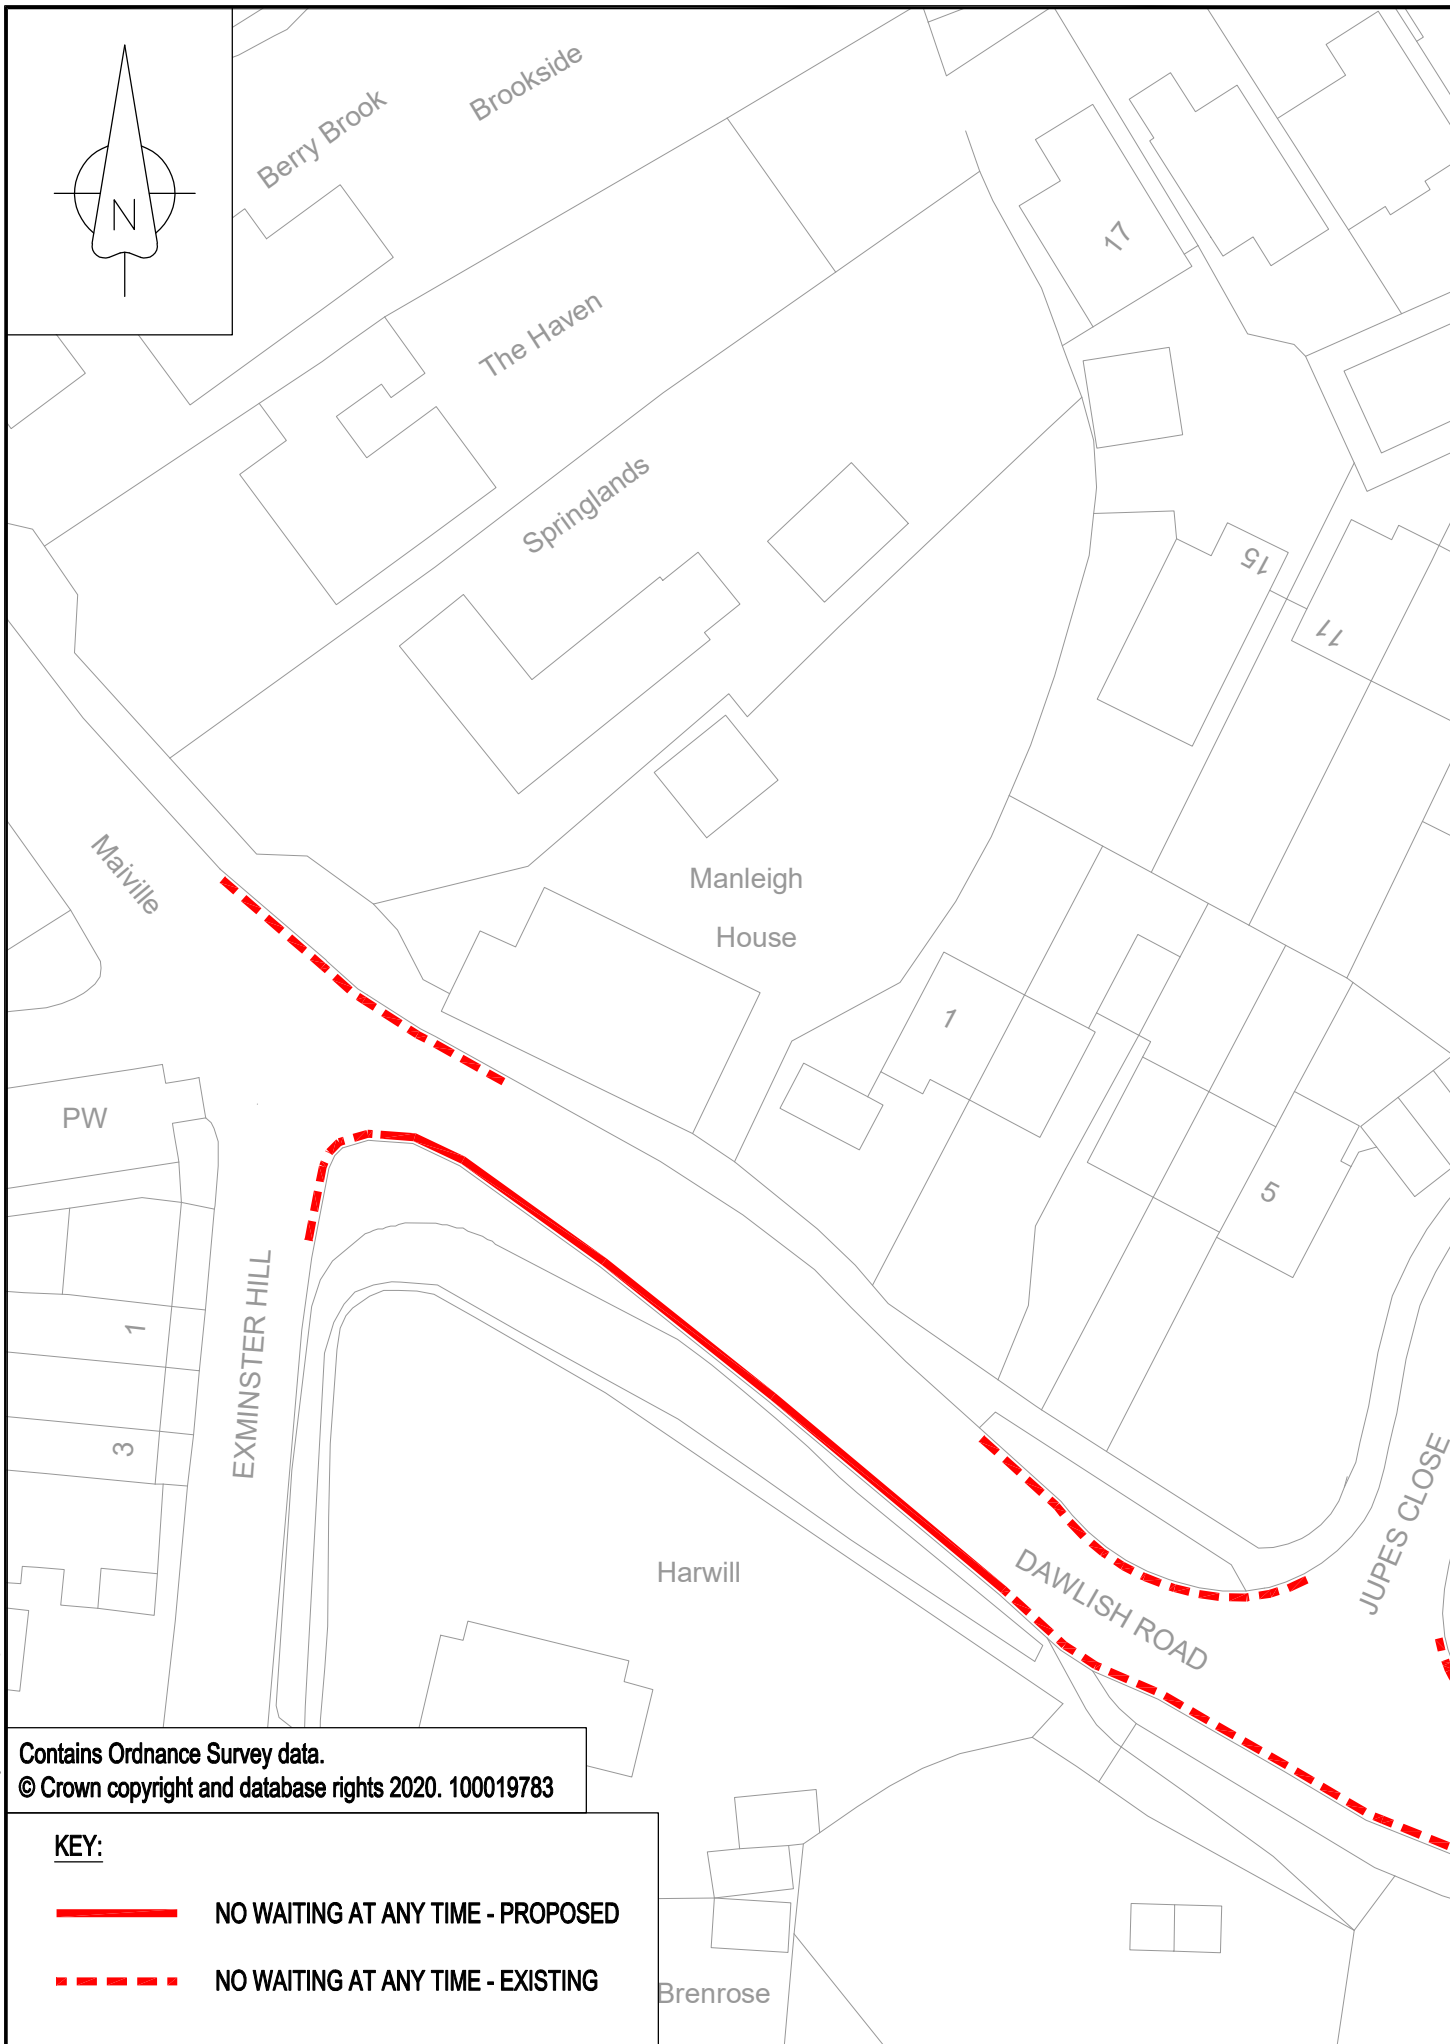 N
Berry Brook
Brookside
The Haven
Springlands
17
15
11
Maiville
Manleigh
House
1
5
PW
1
3
EXMINSTER HILL
Harwill
DAWLISH ROAD
JUPES CLOSE
Contains Ordnance Survey data.
© Crown copyright and database rights 2020. 100019783
KEY:
NO WAITING AT ANY TIME - PROPOSED
NO WAITING AT ANY TIME - EXISTING
Brenrose